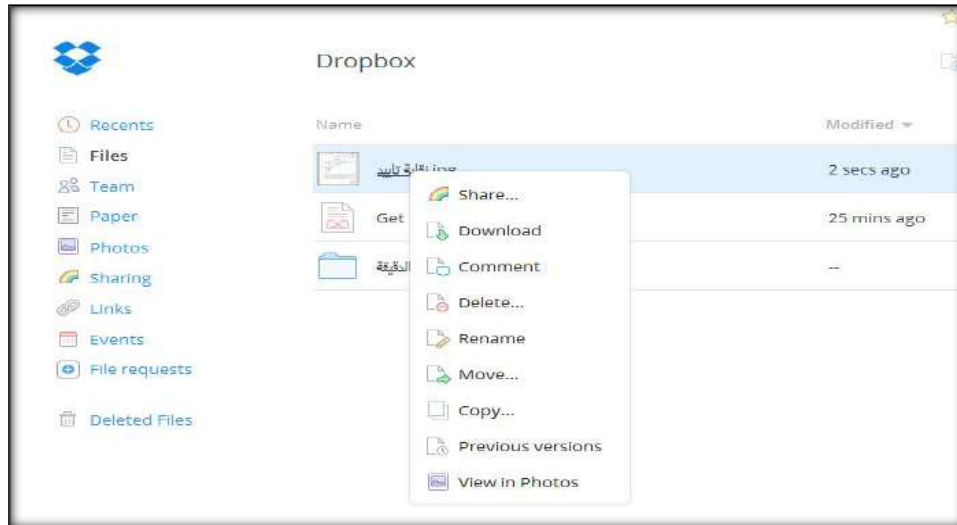 Dropbox
Recents
Files
Team
Paper
Photos
Sharing
Links
Events
File requests
Deleted Files
Name
Modified
2 secs ago
Get
25 mins ago
الدقيقة
--
Share...
Download
Comment
Delete...
Rename
Move...
Copy...
Previous versions
View in Photos